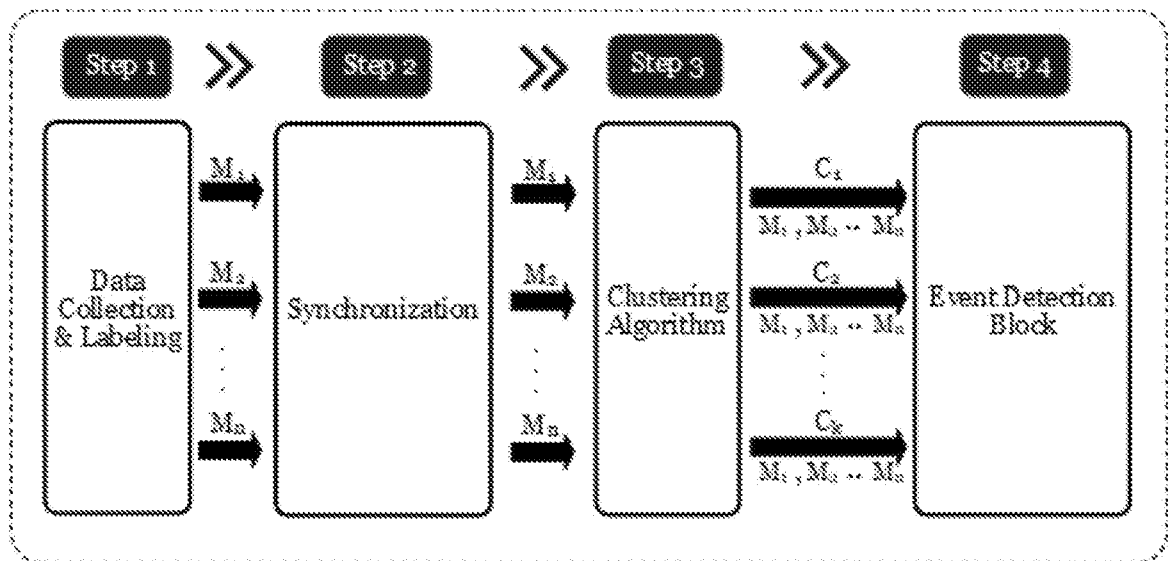 Step 1
Step 2
Step 3
Step 4
Data
Collection
& Labeling
M₁
M₂
Mₙ
Synchronization
M₁
M₂
Mₙ
Clustering
Algorithm
C₁
M₁ , M₂ .. Mₙ
C₂
M₁ , M₂ .. Mₙ
Cₖ
M₁ , M₂ .. Mₙ
Event Detection
Block